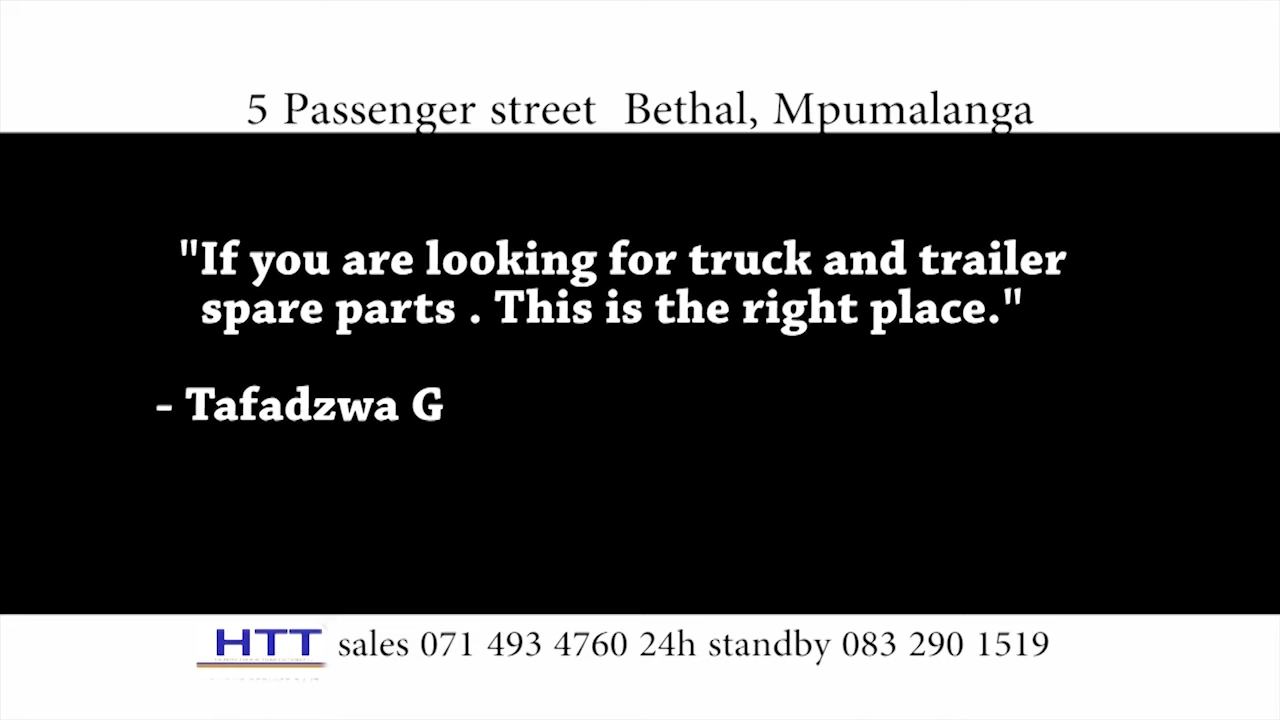 5 Passenger street Bethal, Mpumalanga
"If you are looking for truck and trailer
spare parts . This is the right place."
- Tafadzwa G
HTT sales 071 493 4760 24h standby 083 290 1519